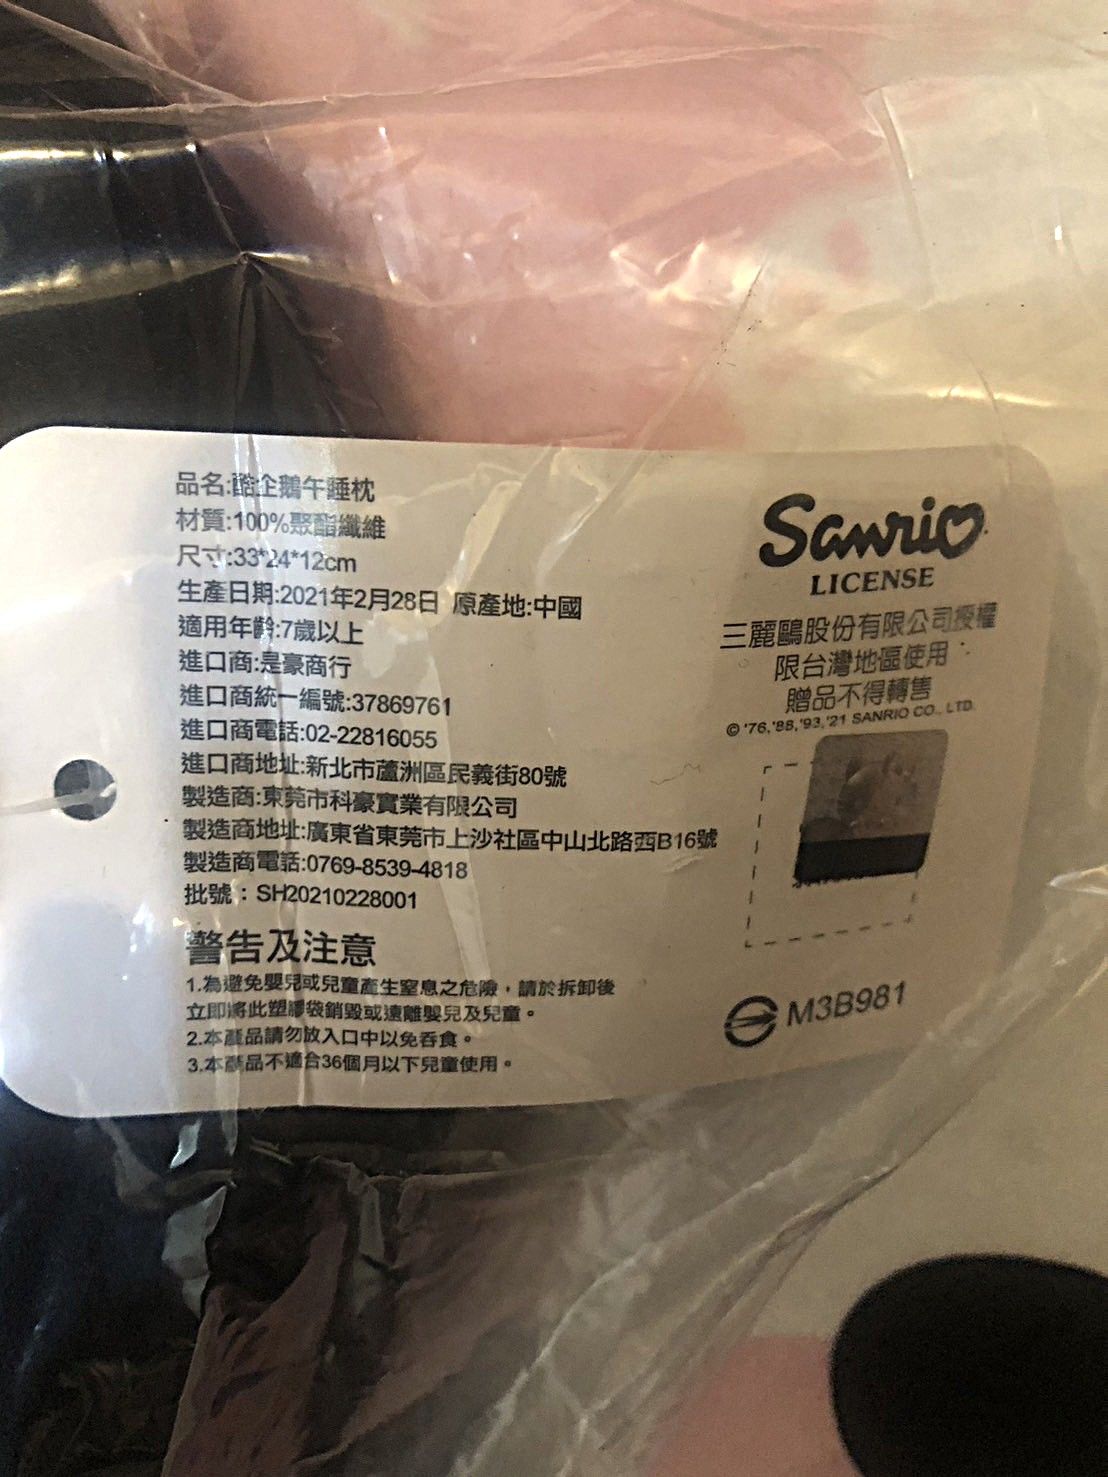 品名:酷企鵝午睡枕
材質:100%聚酯纖維
尺寸:33*24*12cm
生產日期:2021年2月28日 原產地:中國
適用年齡:7歲以上
進口商:是豪商行
進口商統一編號:37869761
進口商電話:02-22816055
進口商地址:新北市蘆洲區民義街80號
製造商:東莞市科豪實業有限公司
製造商地址:廣東省東莞市上沙社區中山北路西B16號
製造商電話:0769-8539-4818
批號：SH20210228001
警告及注意
1.為避免嬰兒或兒童產生窒息之危險，請於拆卸後
立即將此塑膠袋銷毀或遠離嬰兒及兒童。
2.本產品請勿放入口中以免吞食。
3.本產品不適合36個月以下兒童使用。
Sanrio
LICENSE
三麗鷗股份有限公司授權
限台灣地區使用
贈品不得轉售
© '76,'88,'93,'21 SANRIO CO., LTD.
M3B981